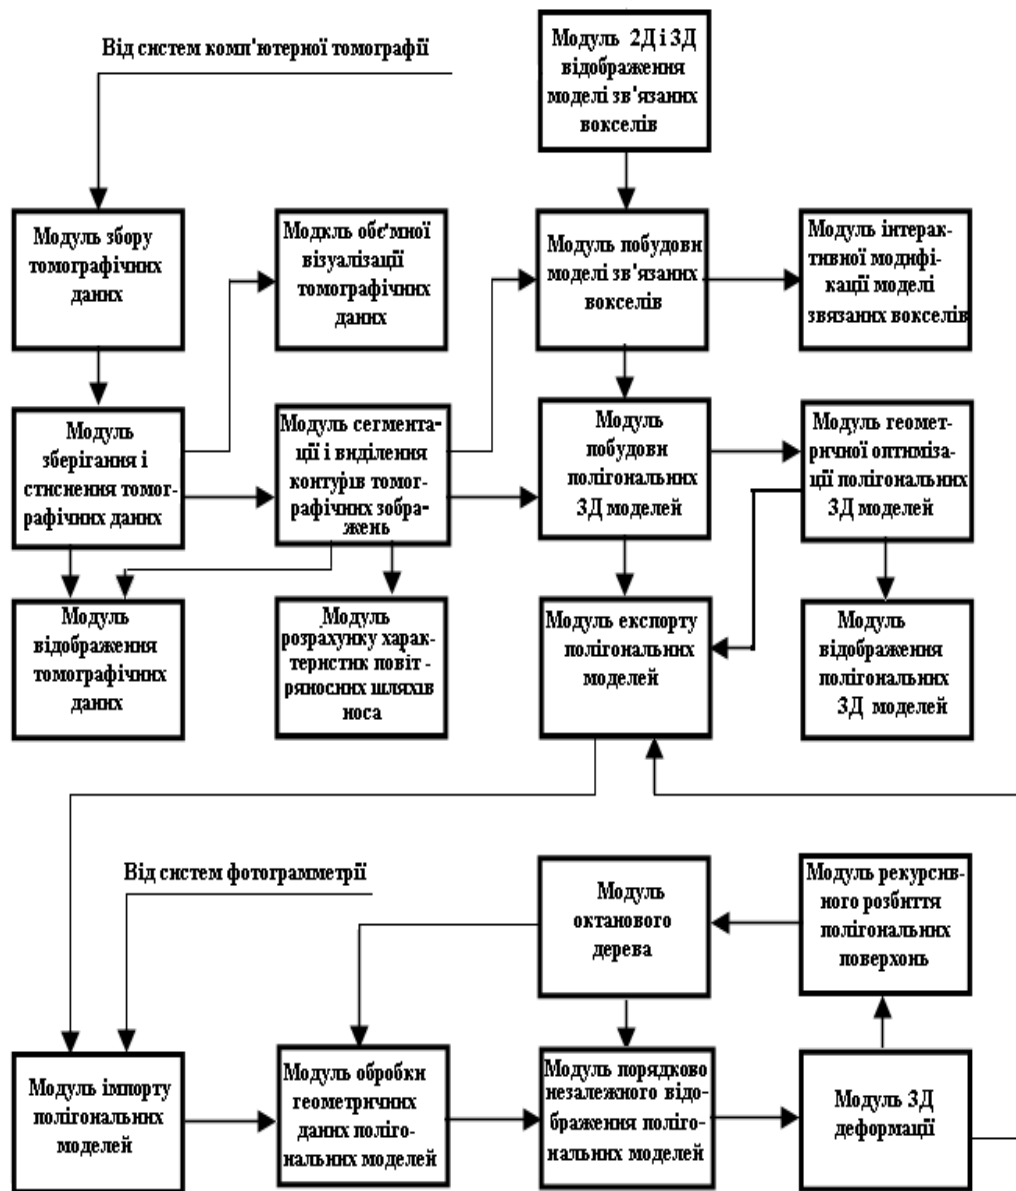 Від систем комп'ютерної томографії
Модуль 2Д і 3Д
відображення
моделі зв'язаних
вокселів
Модуль збору
томографічних
даних
Модкль обє'мної
візуалізації
томографічних
даних
Модуль побудови
моделі зв'язаних
вокселів
Модуль інтерак-
тивної модифі-
кації моделі
звязаних вокселів
Модуль
зберігання і
стиснення томог-
рафічних даних
Модуль сегмента-
ції і виділення
контурів томог-
рафічних зобра-
жень
Модуль
побудови
полігональних
3Д моделей
Модуль геомет-
ричної оптиміза-
ції полігональних
3Д моделей
Модуль
відображення
томографічних
даних
Модуль
розрахунку харак-
теристик повіт -
ряносних шляхів
носа
Модуль експорту
полігональних
моделей
Модуль
відображення
полігональних
3Д моделей
Від систем фотограмметрії
Модуль
октанового
дерева
Модуль рекурсив-
ного розбиття
полігональних
поверхонь
Модуль імпорту
полігональних
моделей
Модуль обробки
геометричних
даних поліго-
нальних моделей
Модуль порядково
незалежного відо-
браження поліго-
нальних моделей
Модуль 3Д
деформації